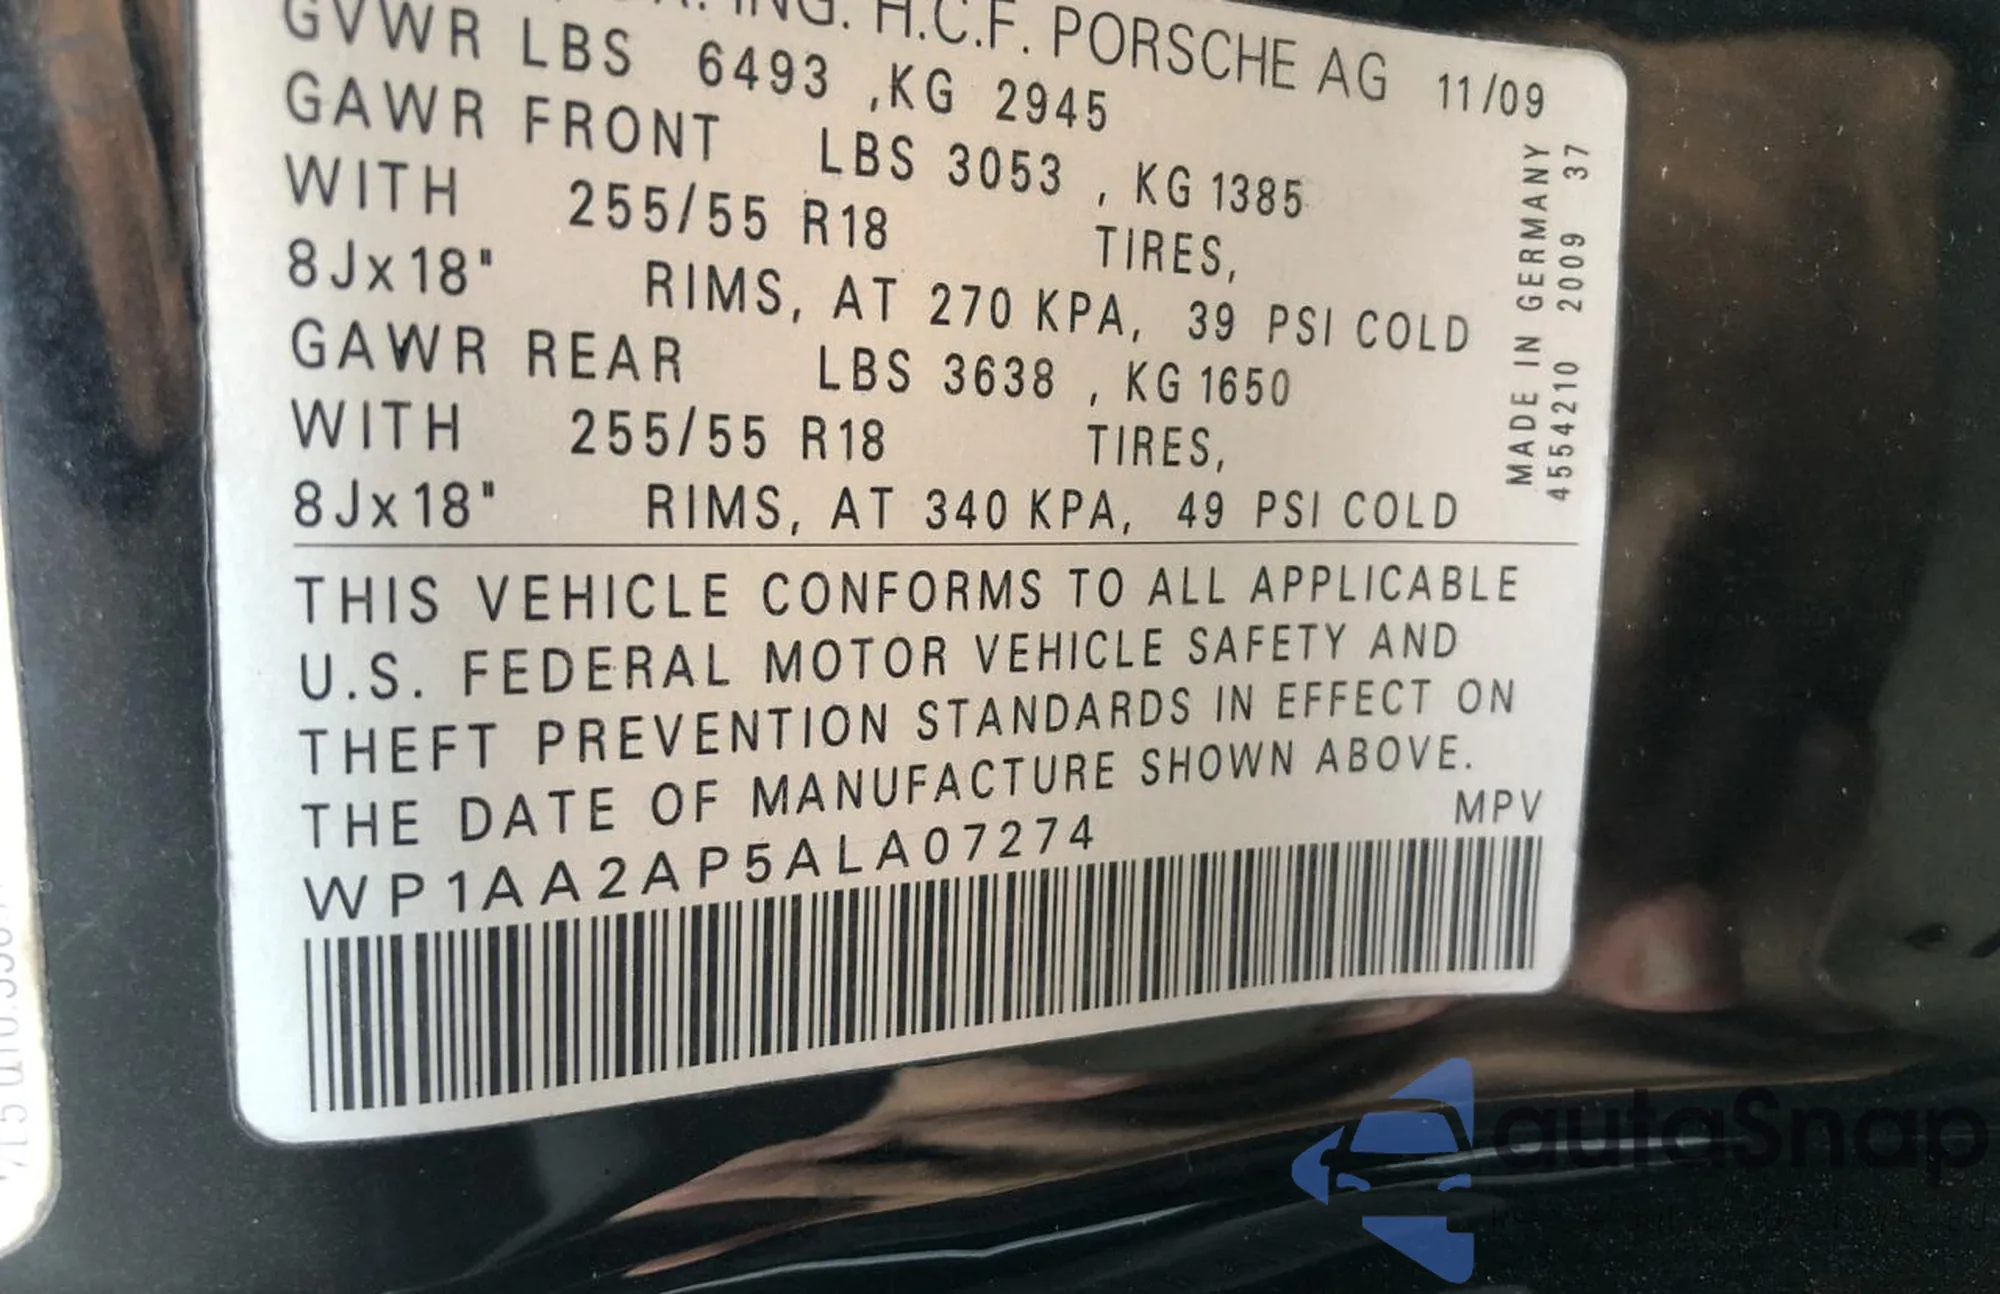 ING. H.C.F. PORSCHE AG 11/09
GVWR LBS 6493 ,KG 2945
GAWR FRONT LBS 3053 , KG 1385
WITH 255/55 R18 TIRES,
8Jx18" RIMS, AT 270 KPA, 39 PSI COLD
GAWR REAR LBS 3638 , KG 1650
WITH 255/55 R18 TIRES,
8Jx18" RIMS, AT 340 KPA, 49 PSI COLD
MADE IN GERMANY
4554210 2009 37
THIS VEHICLE CONFORMS TO ALL APPLICABLE
U.S. FEDERAL MOTOR VEHICLE SAFETY AND
THEFT PREVENTION STANDARDS IN EFFECT ON
THE DATE OF MANUFACTURE SHOWN ABOVE.
WP1AA2AP5ALA07274 MPV
autoSnap